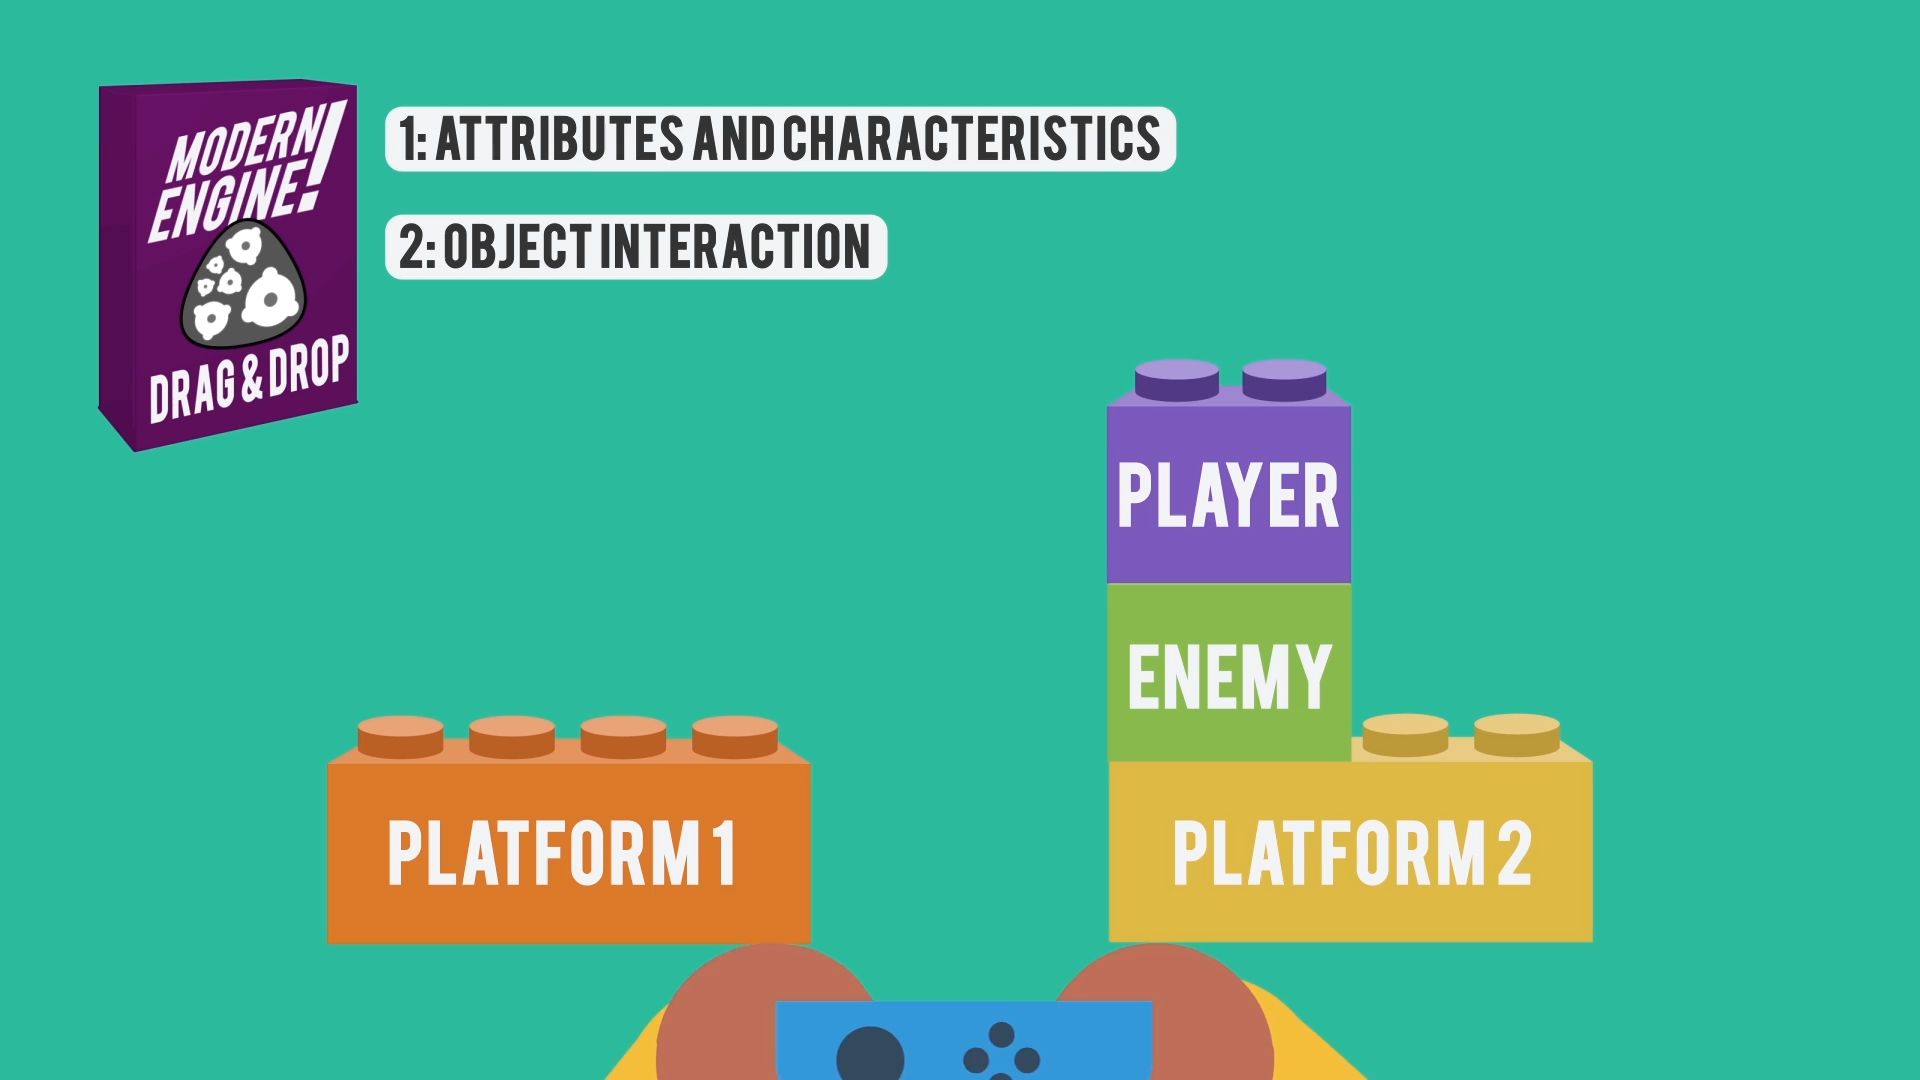 MODERN
ENGINE!
DRAG & DROP
1: ATTRIBUTES AND CHARACTERISTICS
2: OBJECT INTERACTION
PLAYER
ENEMY
PLATFORM 1
PLATFORM 2